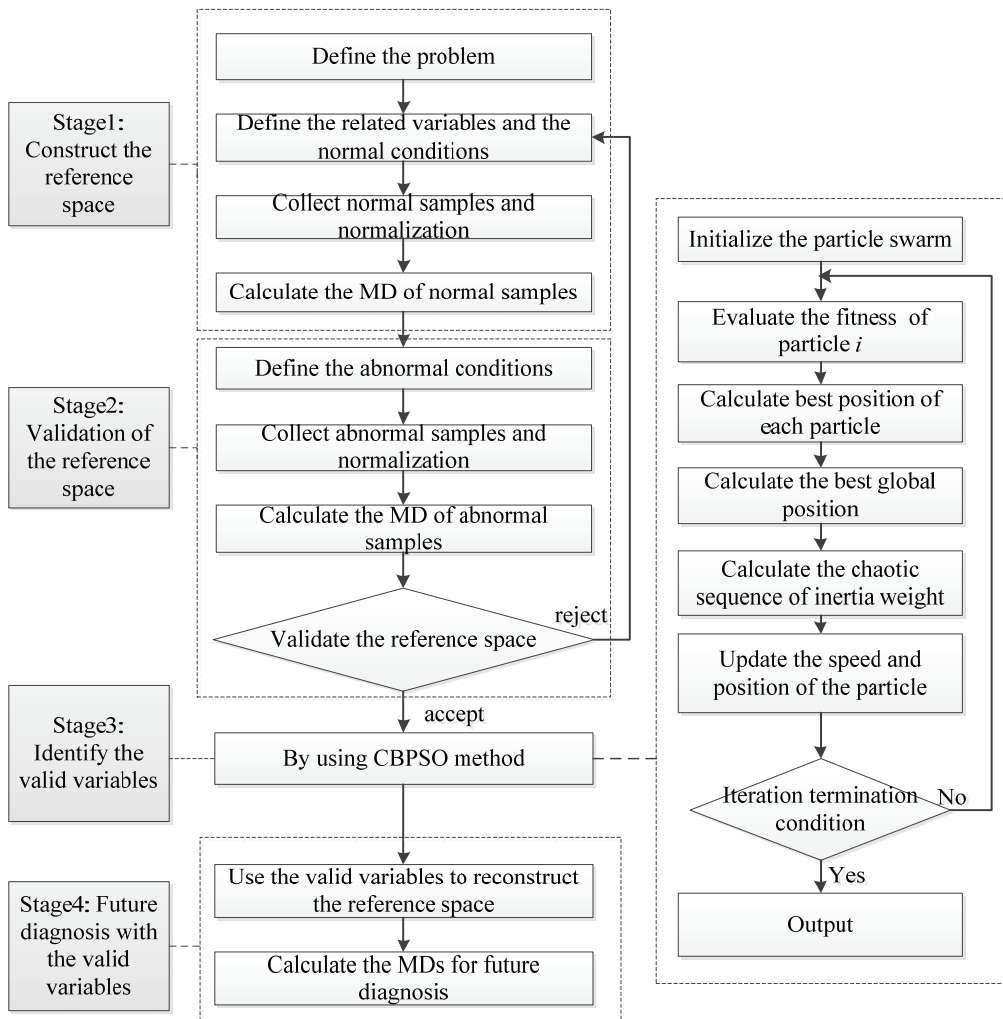 Stage1:
Construct the
reference
space
Define the problem
Define the related variables and the
normal conditions
Collect normal samples and
normalization
Calculate the MD of normal samples
Stage2:
Validation of
the reference
space
Define the abnormal conditions
Collect abnormal samples and
normalization
Calculate the MD of abnormal
samples
Validate the reference space
reject
accept
Stage3:
Identify the
valid variables
By using CBPSO method
Stage4: Future
diagnosis with
the valid
variables
Use the valid variables to reconstruct
the reference space
Calculate the MDs for future
diagnosis
Initialize the particle swarm
Evaluate the fitness of
particle i
Calculate best position of
each particle
Calculate the best global
position
Calculate the chaotic
sequence of inertia weight
Update the speed and
position of the particle
Iteration termination
condition
No
Yes
Output